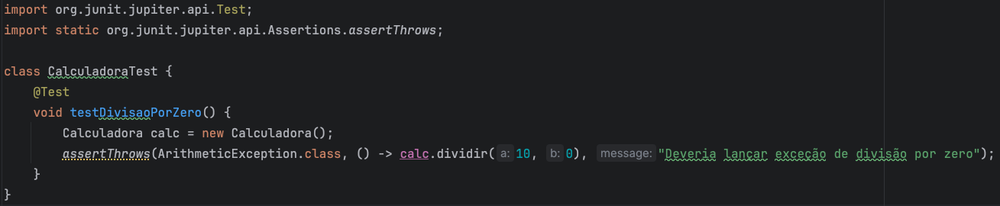 import org.junit.jupiter.api.Test;
import static org.junit.jupiter.api.Assertions.assertThrows;
class CalculadoraTest {
@Test
void testDivisaoPorZero() {
Calculadora calc = new Calculadora();
assertThrows(ArithmeticException.class, () -> calc.dividir( a: 10, b: 0), message: "Deveria lançar exceção de divisão por zero");
}
}